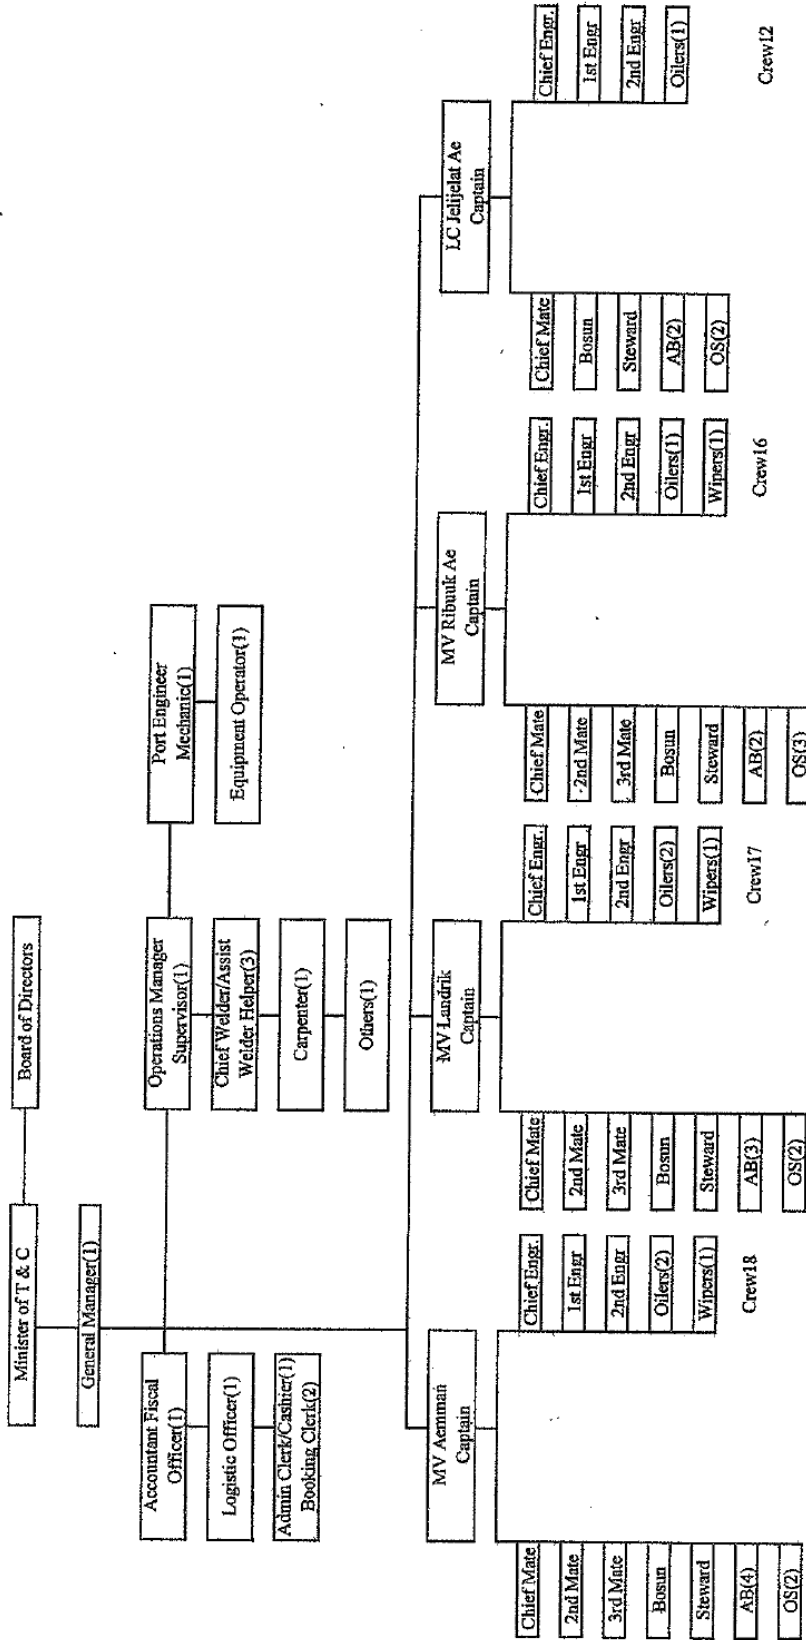 Minister of T & C
Board of Directors
General Manager(1)
Accountant Fiscal
Officer(1)
Logistic Officer(1)
Admin Clerk/Cashier(1)
Booking Clerk(2)
Operations Manager
Supervisor(1)
Chief Welder/Assist
Welder Helper(3)
Carpenter(1)
Others(1)
Port Engineer
Mechanic(1)
Equipment Operator(1)
MV Aemman
Captain
Chief Mate
2nd Mate
3rd Mate
Bosun
Steward
AB(4)
OS(2)
Chief Engr.
1st Engr
2nd Engr
Oilers(2)
Wipers(1)
Crew18
MV Landrik
Captain
Chief Mate
2nd Mate
3rd Mate
Bosun
Steward
AB(3)
OS(2)
Chief Engr.
1st Engr
2nd Engr
Oilers(2)
Wipers(1)
Crew17
MV Ribuuk Ae
Captain
Chief Mate
2nd Mate
3rd Mate
Bosun
Steward
AB(2)
OS(3)
Chief Engr.
1st Engr
2nd Engr
Oilers(1)
Wipers(1)
Crew16
LC Jelijelat Ae
Captain
Chief Mate
Bosun
Steward
AB(2)
OS(2)
Chief Engr.
1st Engr
2nd Engr
Oilers(1)
Crew12